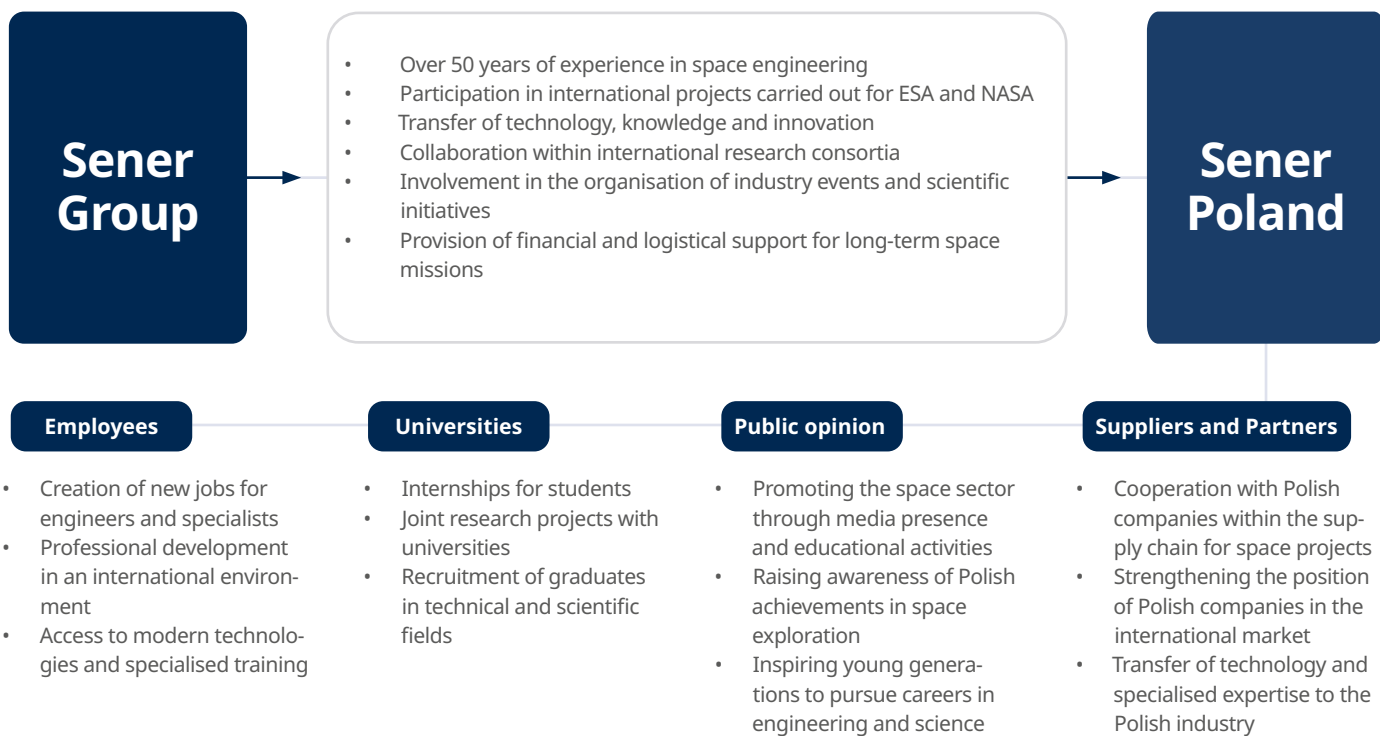 Sener
Group
• Over 50 years of experience in space engineering
• Participation in international projects carried out for ESA and NASA
• Transfer of technology, knowledge and innovation
• Collaboration within international research consortia
• Involvement in the organisation of industry events and scientific
initiatives
• Provision of financial and logistical support for long-term space
missions
Sener
Poland
Employees
• Creation of new jobs for
engineers and specialists
• Professional development
in an international environ-
ment
• Access to modern technolo-
gies and specialised training
Universities
• Internships for students
• Joint research projects with
universities
• Recruitment of graduates
in technical and scientific
fields
Public opinion
• Promoting the space sector
through media presence
and educational activities
• Raising awareness of Polish
achievements in space
exploration
• Inspiring young genera-
tions to pursue careers in
engineering and science
Suppliers and Partners
• Cooperation with Polish
companies within the sup-
ply chain for space projects
• Strengthening the position
of Polish companies in the
international market
• Transfer of technology and
specialised expertise to the
Polish industry